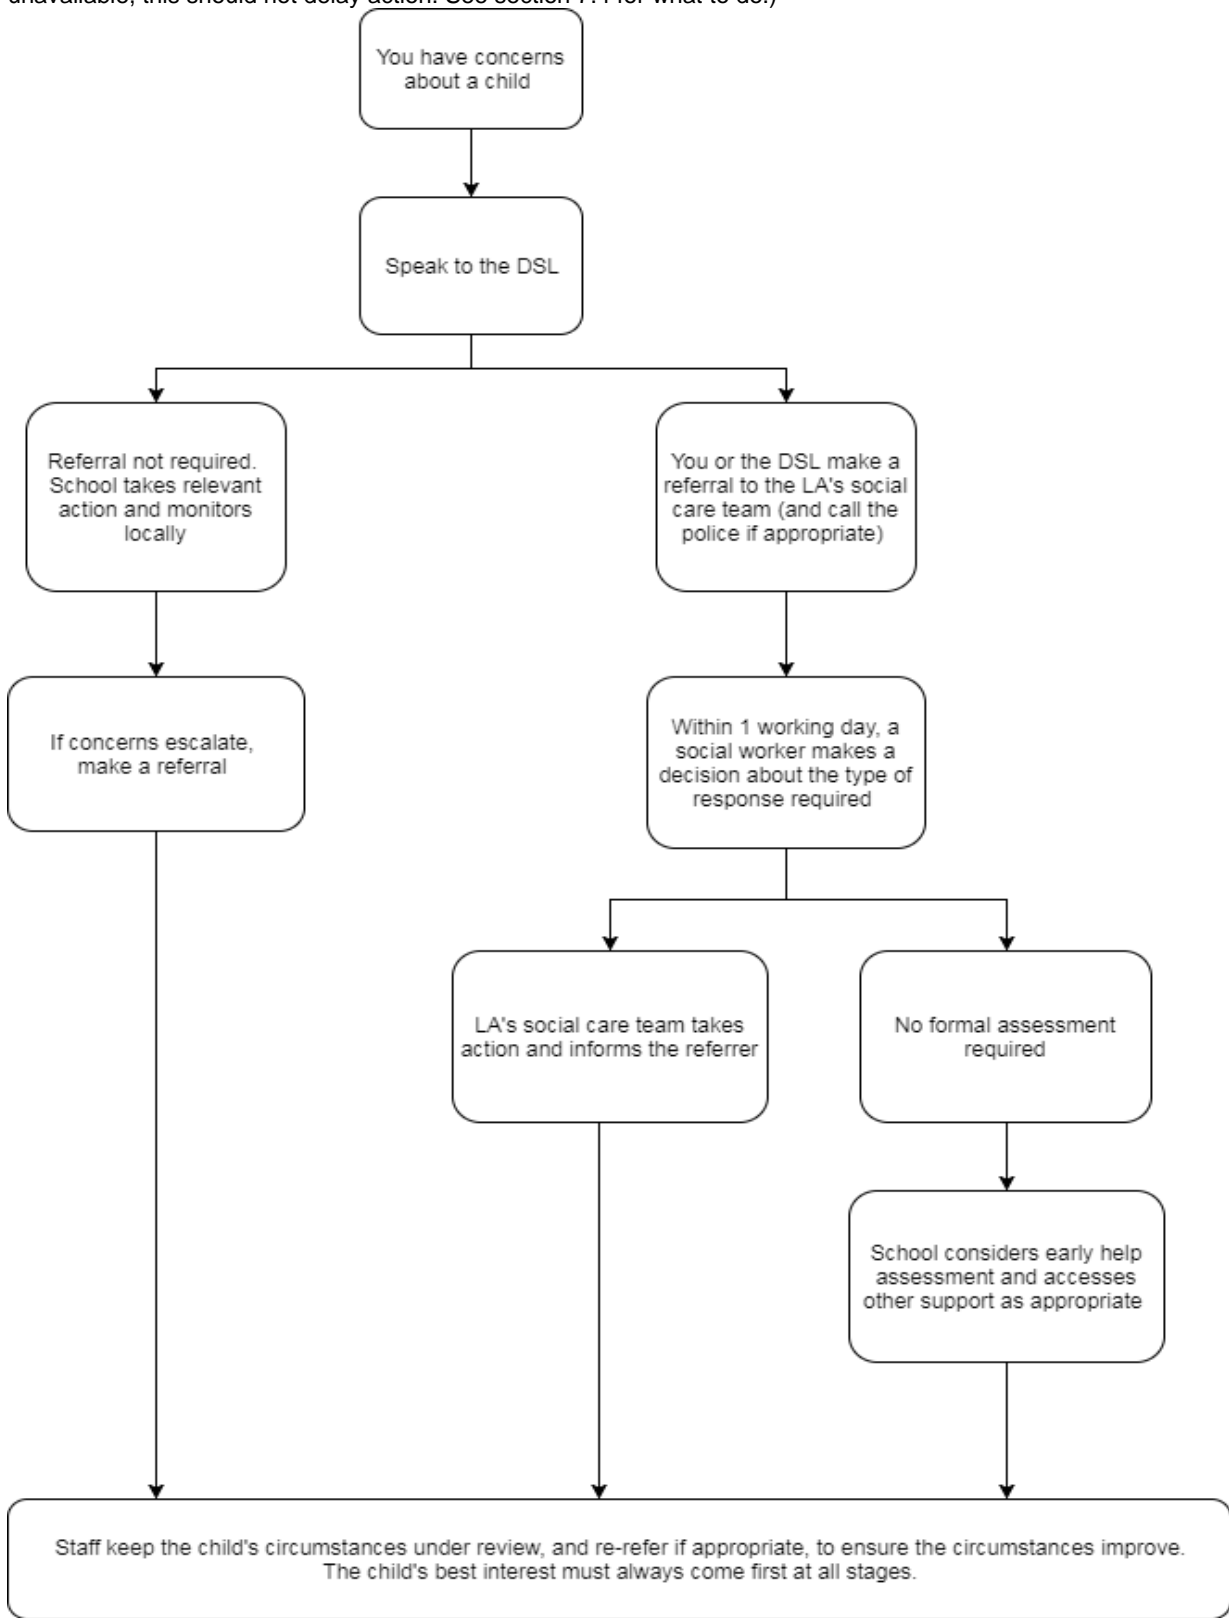 unavailable, this should not delay action. See section 7.4 for what to do.)
You have concerns
about a child
Speak to the DSL
Referral not required.
School takes relevant
action and monitors
locally
You or the DSL make a
referral to the LA's social
care team (and call the
police if appropriate)
If concerns escalate,
make a referral
Within 1 working day, a
social worker makes a
decision about the type of
response required
LA's social care team takes
action and informs the referrer
No formal assessment
required
School considers early help
assessment and accesses
other support as appropriate
Staff keep the child's circumstances under review, and re-refer if appropriate, to ensure the circumstances improve.
The child's best interest must always come first at all stages.